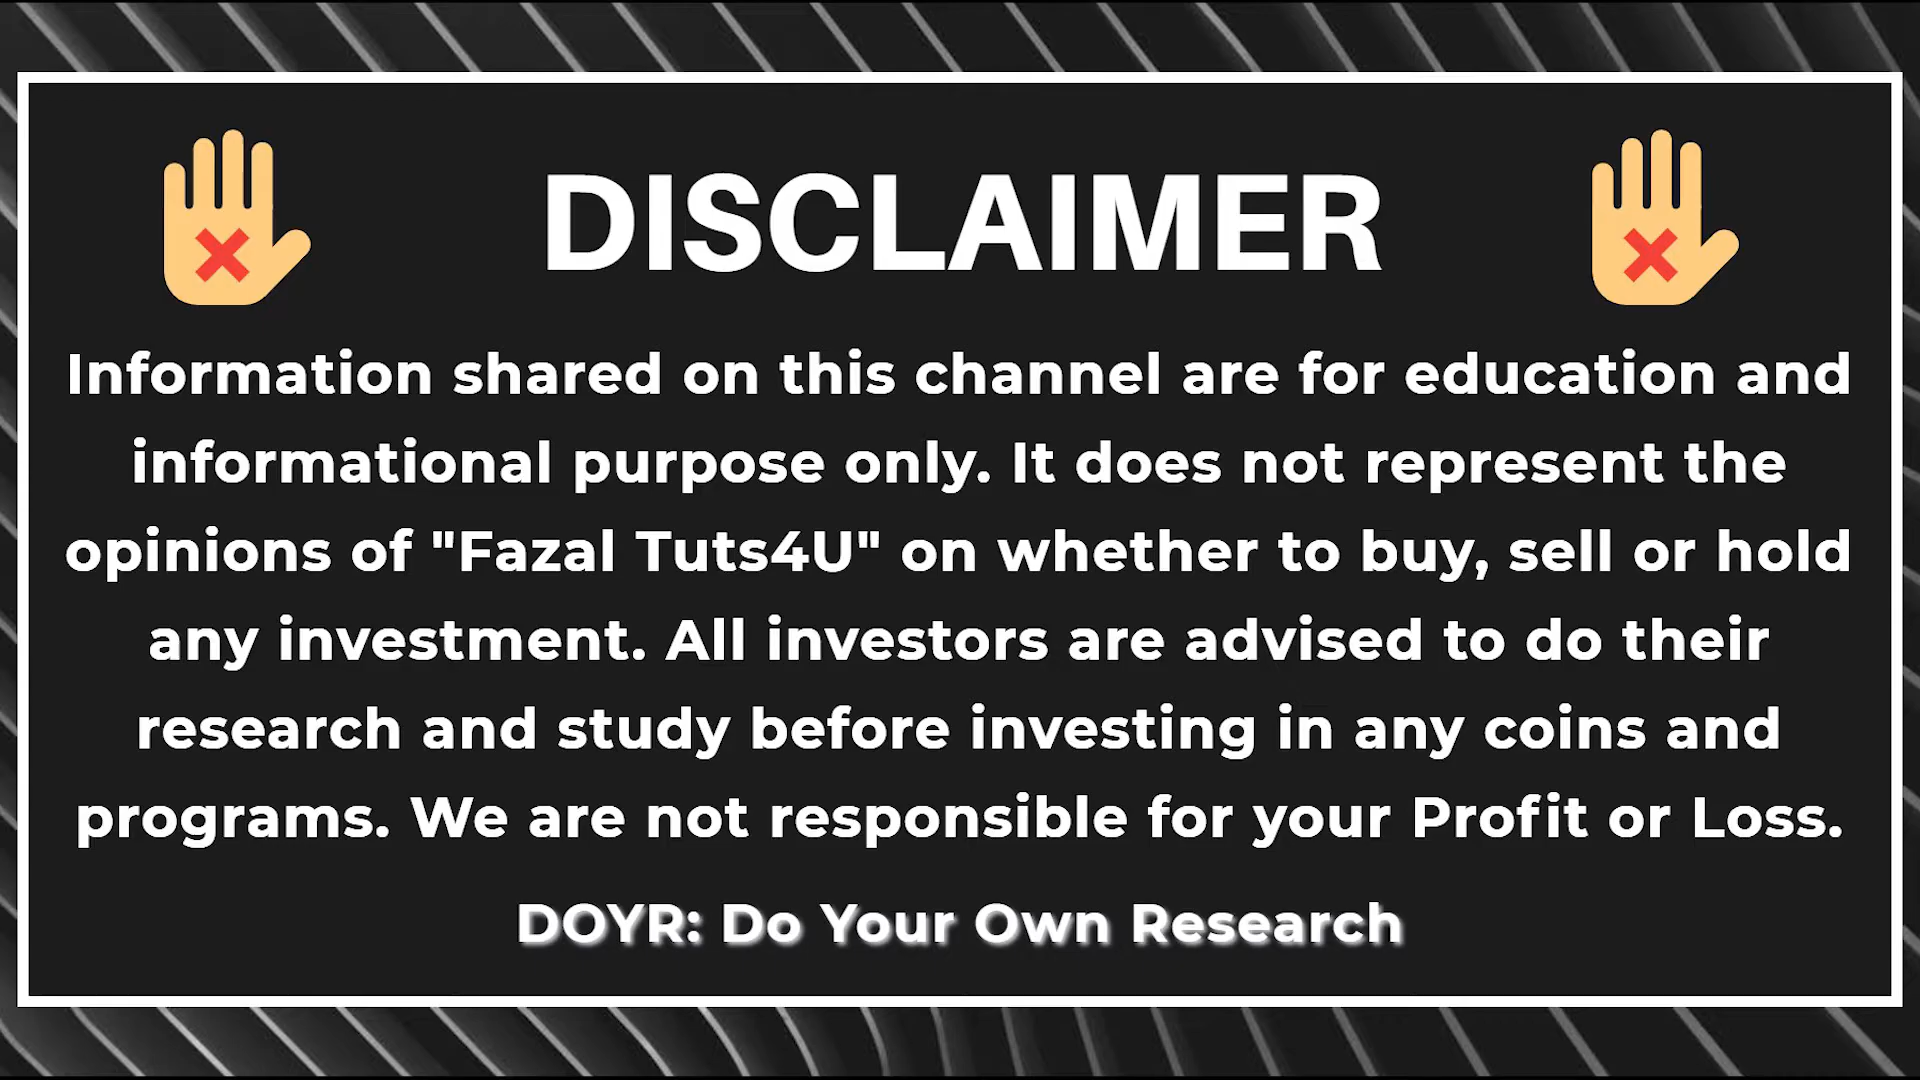 DISCLAIMER
Information shared on this channel are for education and
informational purpose only. It does not represent the
opinions of "Fazal Tuts4U" on whether to buy, sell or hold
any investment. All investors are advised to do their
research and study before investing in any coins and
programs. We are not responsible for your Profit or Loss.
DOYR: Do Your Own Research